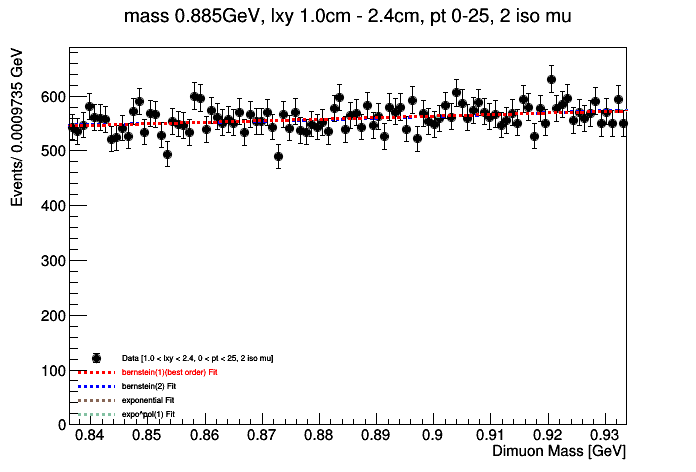 mass 0.885GeV, lxy 1.0cm - 2.4cm, pt 0-25, 2 iso mu
Events/ 0.0009735 GeV
600
500
400
300
200
100
0
Data [1.0 < lxy < 2.4, 0 < pt < 25, 2 iso mu]
bernstein(1)(best order) Fit
bernstein(2) Fit
exponential Fit
expo*pol(1) Fit
0.84 0.85 0.86 0.87 0.88 0.89 0.9 0.91 0.92 0.93
Dimuon Mass [GeV]